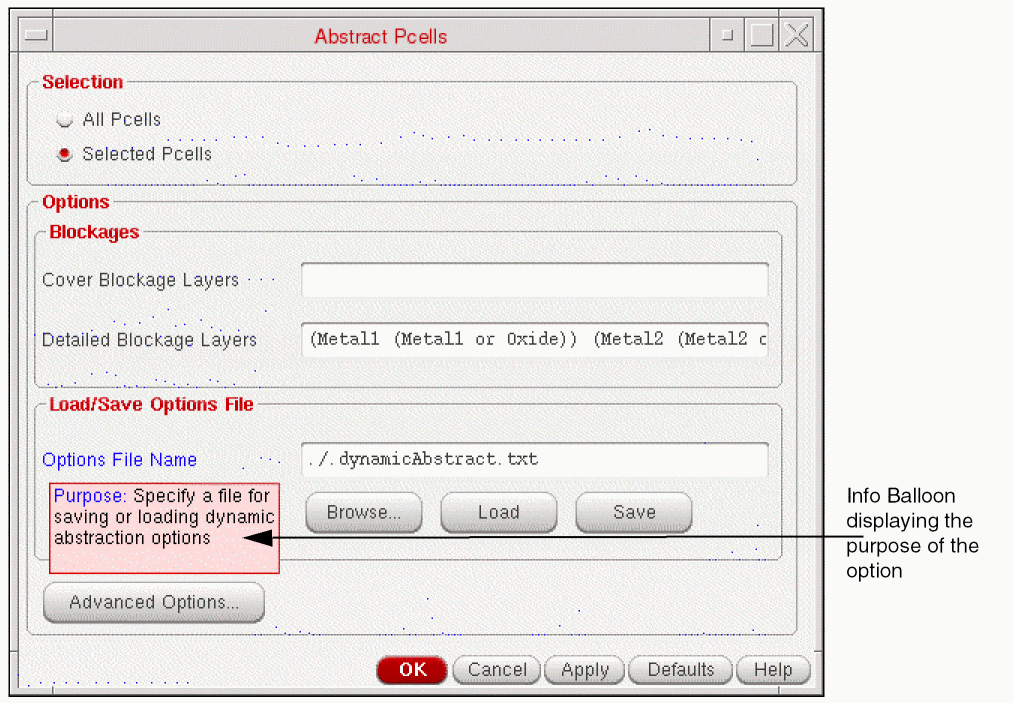 Abstract Pcells
Selection
All Pcells
Selected Pcells
Options
Blockages
Cover Blockage Layers
Detailed Blockage Layers
(Metal1 (Metal1 or Oxide)) (Metal2 (Metal2
Load/Save Options File
Options File Name
./.dynamicAbstract.txt
Purpose: Specify a file for
saving or loading dynamic
abstraction options
Browse...
Load
Save
Info Balloon
displaying the
purpose of the
option
Advanced Options...
OK
Cancel
Apply
Defaults
Help